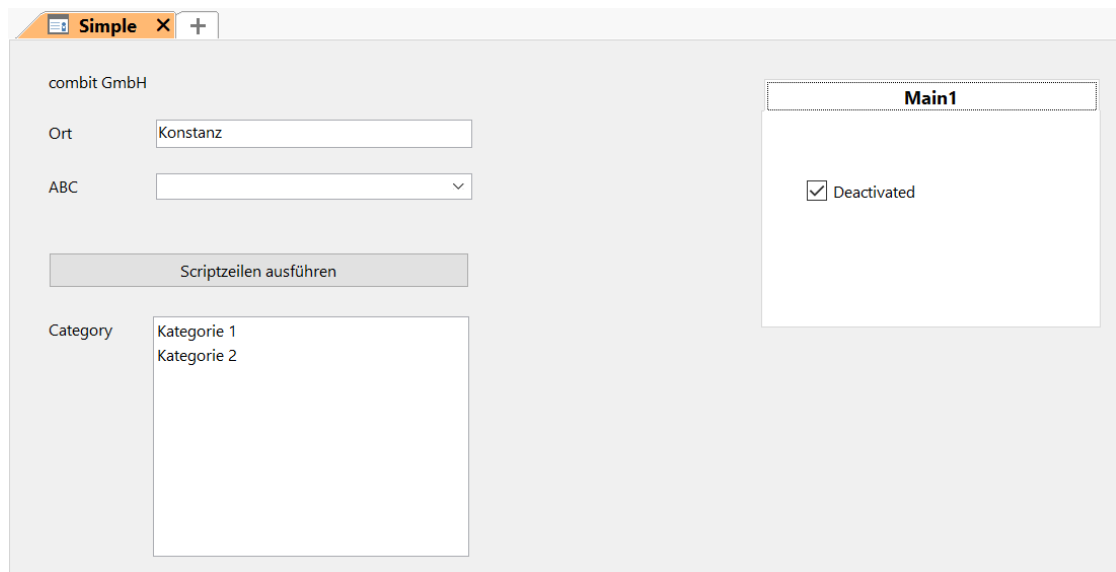 Simple
combit GmbH
Ort Konstanz
ABC
Scriptzeilen ausführen
Category Kategorie 1
Kategorie 2
Main1
Deactivated